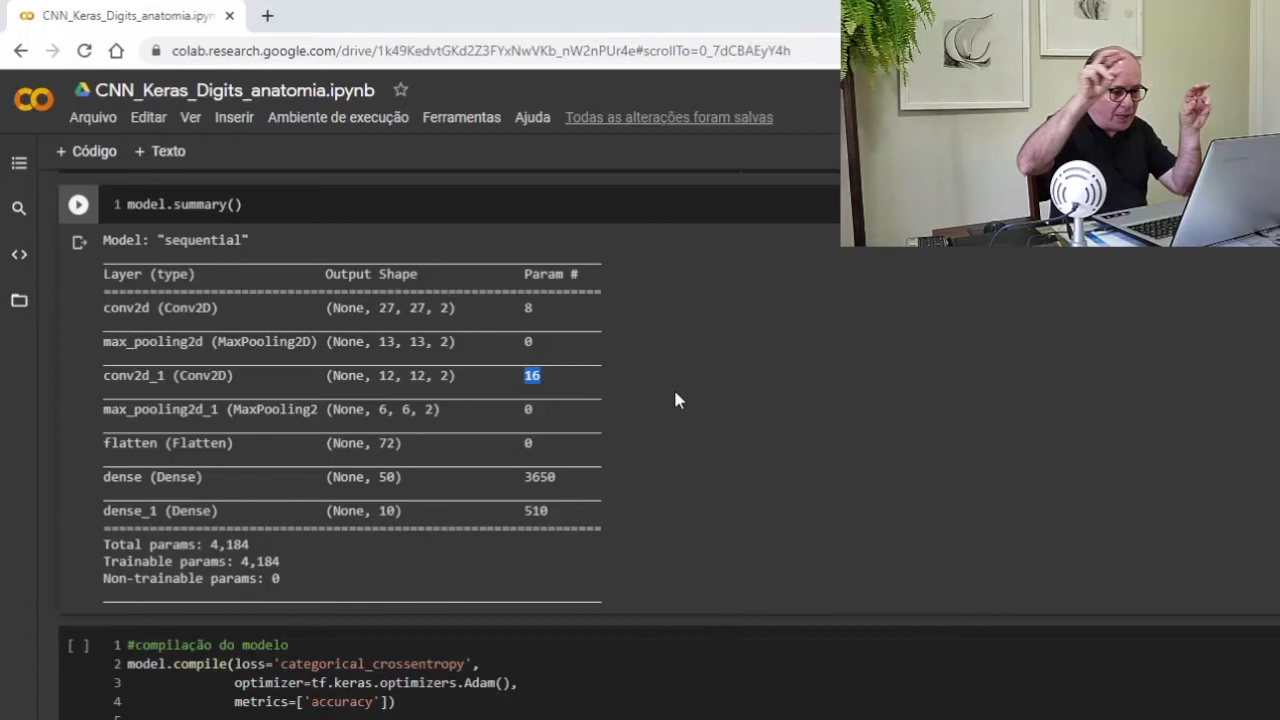 CNN_Keras_Digits_anatomia.ipyn
colab.research.google.com/drive/1k49KedvtGKd2Z3FYxNwVKb_nW2nPUr4e#scrollTo=0_7dCBAEyY4h
CNN_Keras_Digits_anatomia.ipynb
Arquivo Editar Ver Inserir Ambiente de execução Ferramentas Ajuda Todas as alterações foram salvas
+ Código + Texto
1 model.summary()
Model: "sequential"
Layer (type) Output Shape Param #
conv2d (Conv2D) (None, 27, 27, 2) 8
max_pooling2d (MaxPooling2D) (None, 13, 13, 2) 0
conv2d_1 (Conv2D) (None, 12, 12, 2) 16
max_pooling2d_1 (MaxPooling2 (None, 6, 6, 2) 0
flatten (Flatten) (None, 72) 0
dense (Dense) (None, 50) 3650
dense_1 (Dense) (None, 10) 510
Total params: 4,184
Trainable params: 4,184
Non-trainable params: 0
[ ] 1 #compilação do modelo
2 model.compile(loss='categorical_crossentropy',
3 optimizer=tf.keras.optimizers.Adam(),
4 metrics=['accuracy'])